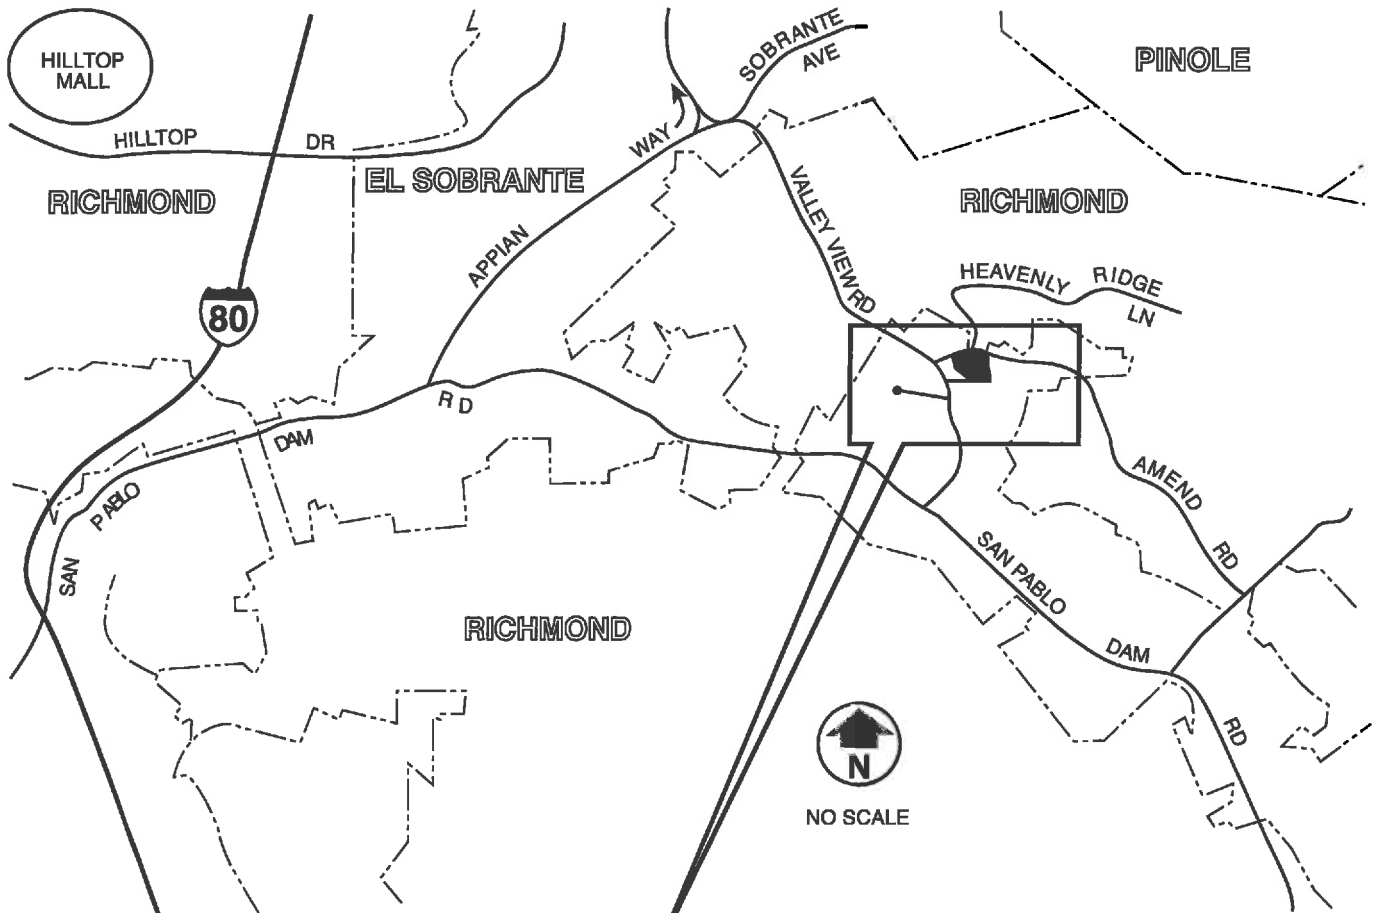 HILLTOP
MALL
SOBRANTE
AVE
PINOLE
HILLTOP DR
WAY
EL SOBRANTE
RICHMOND
VALLEY VIEW RD
RICHMOND
APPIAN
HEAVENLY RIDGE
LN
80
RD
DAM
PABLO
SAN
AMEND
RD
SAN PABLO
DAM
RD
RICHMOND
N
NO SCALE